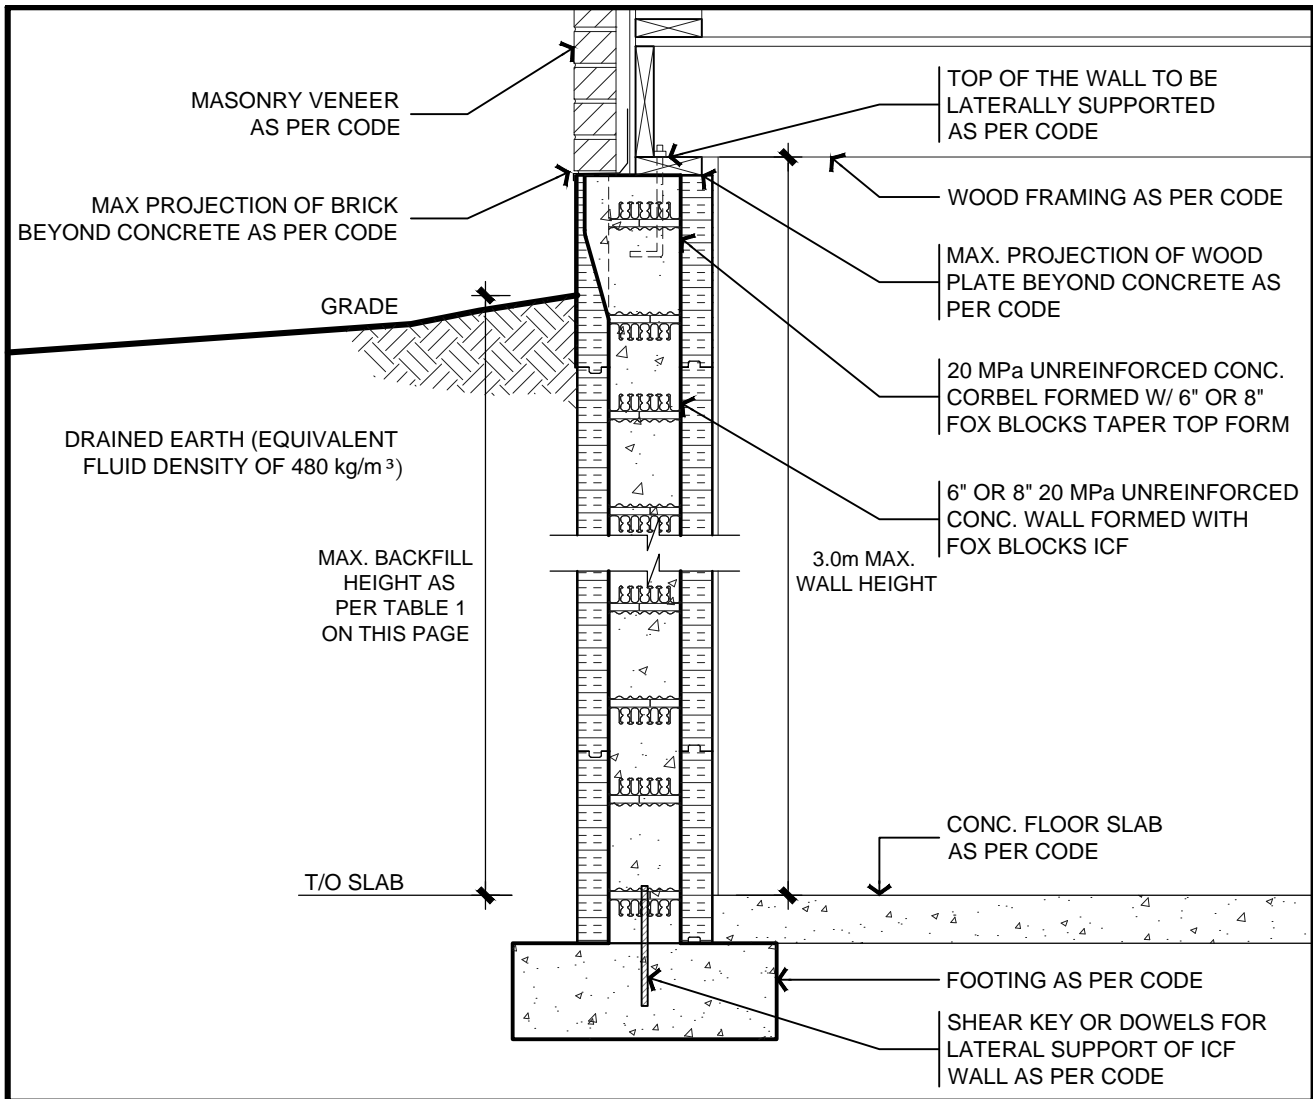 MASONRY VENEER
AS PER CODE
MAX PROJECTION OF BRICK
BEYOND CONCRETE AS PER CODE
GRADE
DRAINED EARTH (EQUIVALENT
FLUID DENSITY OF 480 kg/m³)
MAX. BACKFILL
HEIGHT AS
PER TABLE 1
ON THIS PAGE
T/O SLAB
TOP OF THE WALL TO BE
LATERALLY SUPPORTED
AS PER CODE
WOOD FRAMING AS PER CODE
MAX. PROJECTION OF WOOD
PLATE BEYOND CONCRETE AS
PER CODE
20 MPa UNREINFORCED CONC.
CORBEL FORMED W/ 6" OR 8"
FOX BLOCKS TAPER TOP FORM
6" OR 8" 20 MPa UNREINFORCED
CONC. WALL FORMED WITH
FOX BLOCKS ICF
3.0m MAX.
WALL HEIGHT
CONC. FLOOR SLAB
AS PER CODE
FOOTING AS PER CODE
SHEAR KEY OR DOWELS FOR
LATERAL SUPPORT OF ICF
WALL AS PER CODE